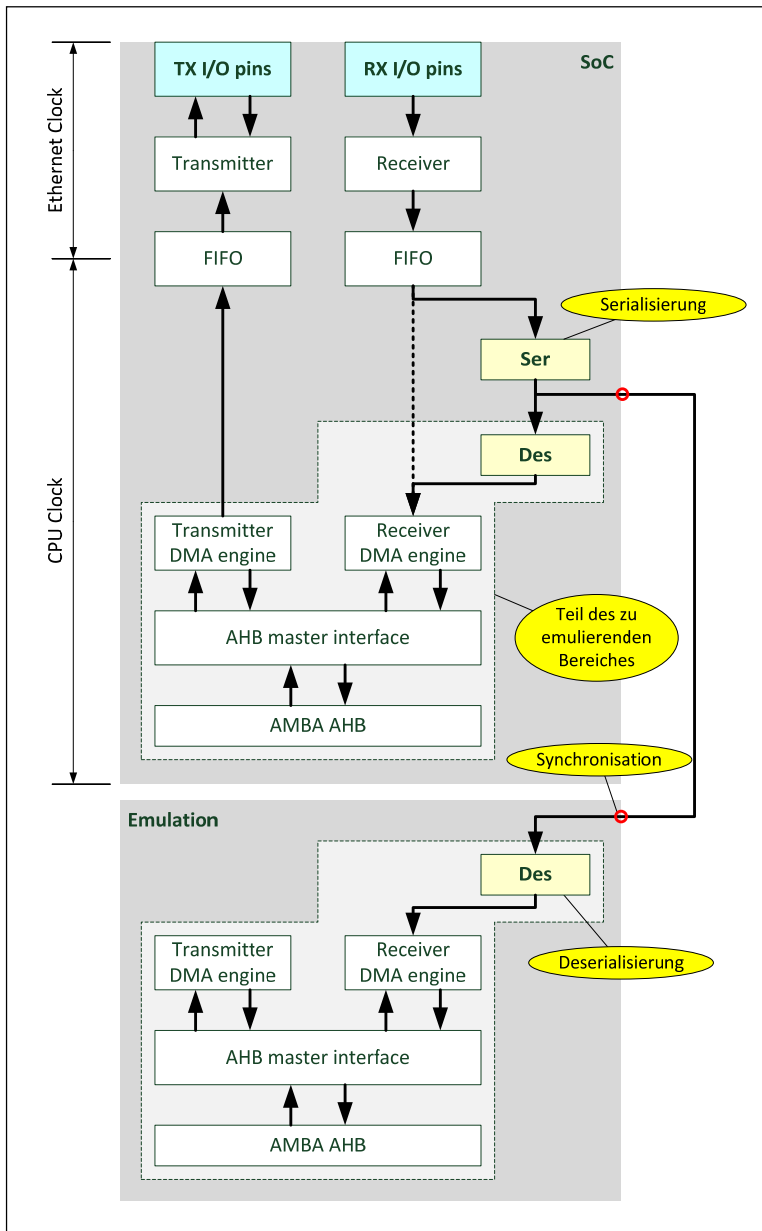 SoC
TX I/O pins
RX I/O pins
Ethernet Clock
Transmitter
Receiver
FIFO
FIFO
Serialisierung
Ser
Des
CPU Clock
Transmitter
DMA engine
Receiver
DMA engine
Teil des zu
emulierenden
Bereiches
AHB master interface
AMBA AHB
Synchronisation
Emulation
Des
Transmitter
DMA engine
Receiver
DMA engine
Deserialisierung
AHB master interface
AMBA AHB